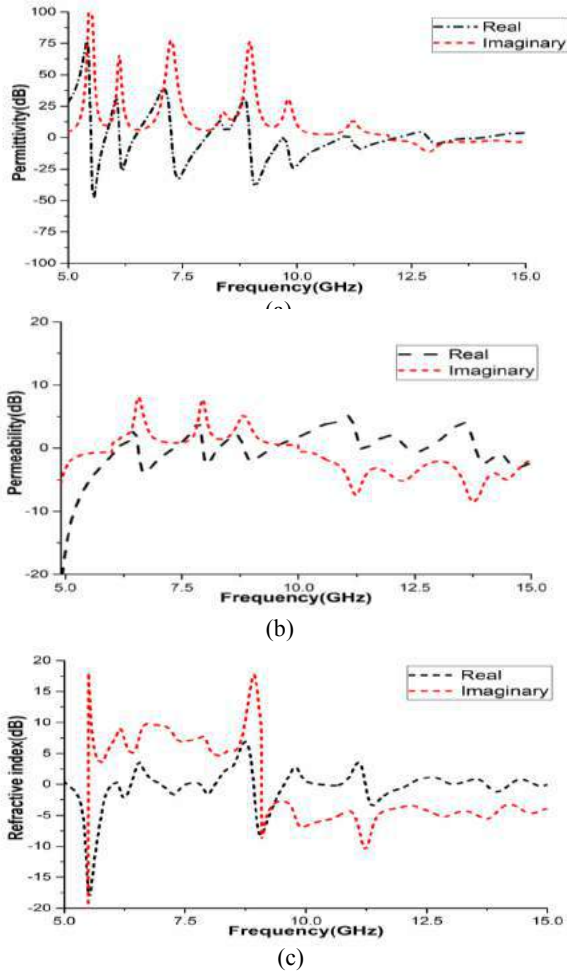 100
75
50
25
0
-25
-50
-75
-100
Permittivity(dB)
Real
Imaginary
5.0 7.5 10.0 12.5 15.0
Frequency(GHz)
(a)
20
10
0
-10
-20
Permeability(dB)
Real
Imaginary
5.0 7.5 10.0 12.5 15.0
Frequency(GHz)
(b)
20
15
10
5
0
-5
-10
-15
-20
Refractive index(dB)
Real
Imaginary
5.0 7.5 10.0 12.5 15.0
Frequency(GHz)
(c)